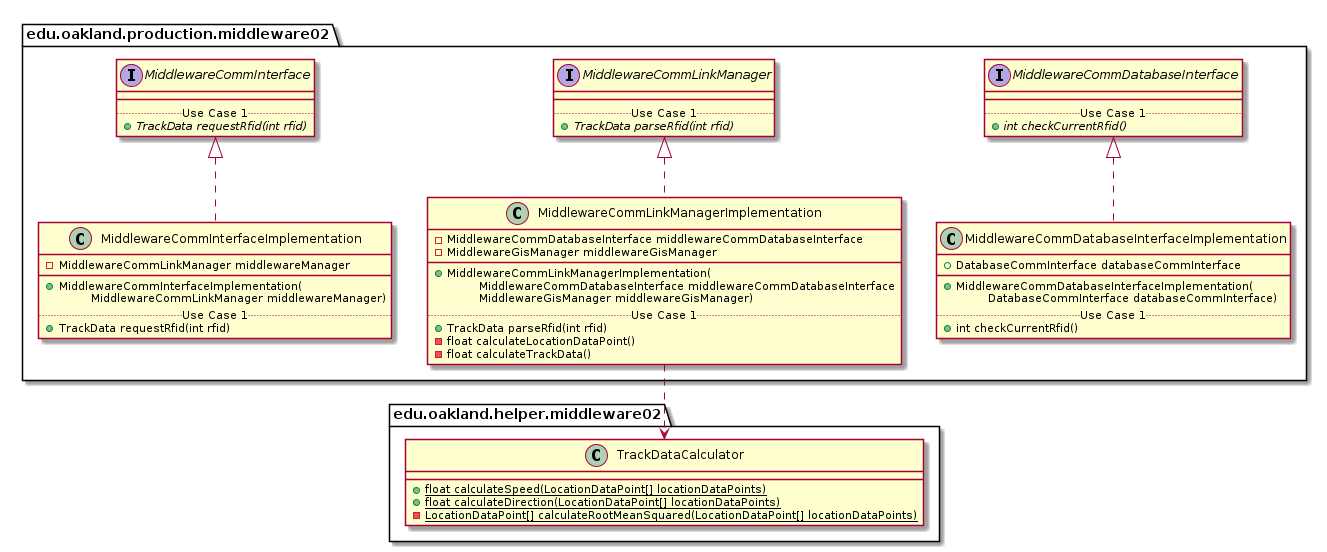 edu.oakland.production.middleware02
I MiddlewareCommInterface
Use Case 1
TrackData requestRfid(int rfid)
I MiddlewareCommLinkManager
Use Case 1
TrackData parseRfid(int rfid)
I MiddlewareCommDatabaseInterface
Use Case 1
int checkCurrentRfid()
C MiddlewareCommInterfaceImplementation
MiddlewareCommLinkManager middlewareManager
MiddlewareCommInterfaceImplementation(
MiddlewareCommLinkManager middlewareManager)
Use Case 1
TrackData requestRfid(int rfid)
C MiddlewareCommLinkManagerImplementation
MiddlewareCommDatabaseInterface middlewareCommDatabaseInterface
MiddlewareGisManager middlewareGisManager
MiddlewareCommLinkManagerImplementation(
MiddlewareCommDatabaseInterface middlewareCommDatabaseInterface
MiddlewareGisManager middlewareGisManager)
Use Case 1
TrackData parseRfid(int rfid)
float calculateLocationDataPoint()
float calculateTrackData()
C MiddlewareCommDatabaseInterfaceImplementation
DatabaseCommInterface databaseCommInterface
MiddlewareCommDatabaseInterfaceImplementation(
DatabaseCommInterface databaseCommInterface)
Use Case 1
int checkCurrentRfid()
edu.oakland.helper.middleware02
C TrackDataCalculator
float calculateSpeed(LocationDataPoint[] locationDataPoints)
float calculateDirection(LocationDataPoint[] locationDataPoints)
LocationDataPoint[] calculateRootMeanSquared(LocationDataPoint[] locationDataPoints)